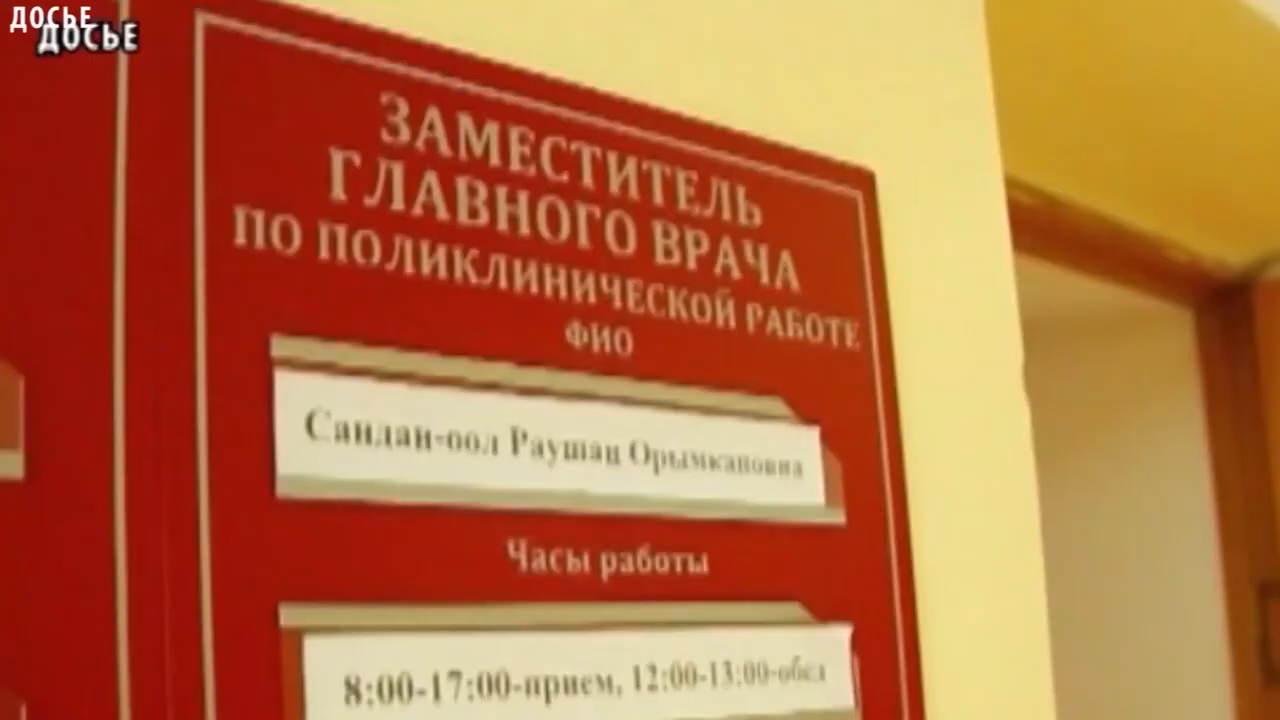 ДОСЬЕ
ДОСЬЕ
ЗАМЕСТИТЕЛЬ
ГЛАВНОГО ВРАЧА
ПО ПОЛИКЛИНИЧЕСКОЙ РАБОТЕ
ФИО
Сандан-оол Раушан Орымкановна
Часы работы
8:00-17:00-прием, 12:00-13:00-обед